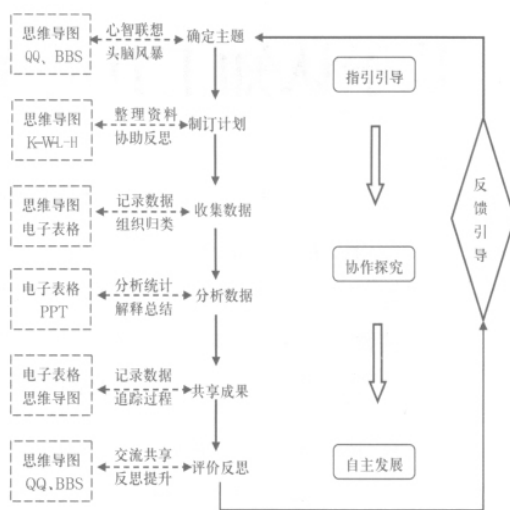 思维导图
QQ、BBS
心智联想
头脑风暴
确定主题
指引引导
思维导图
K-W-L-H
整理资料
协助反思
制订计划
思维导图
电子表格
记录数据
组织归类
收集数据
协作探究
反馈引导
电子表格
PPT
分析统计
解释总结
分析数据
电子表格
思维导图
记录数据
追踪过程
共享成果
自主发展
思维导图
QQ、BBS
交流共享
反思提升
评价反思